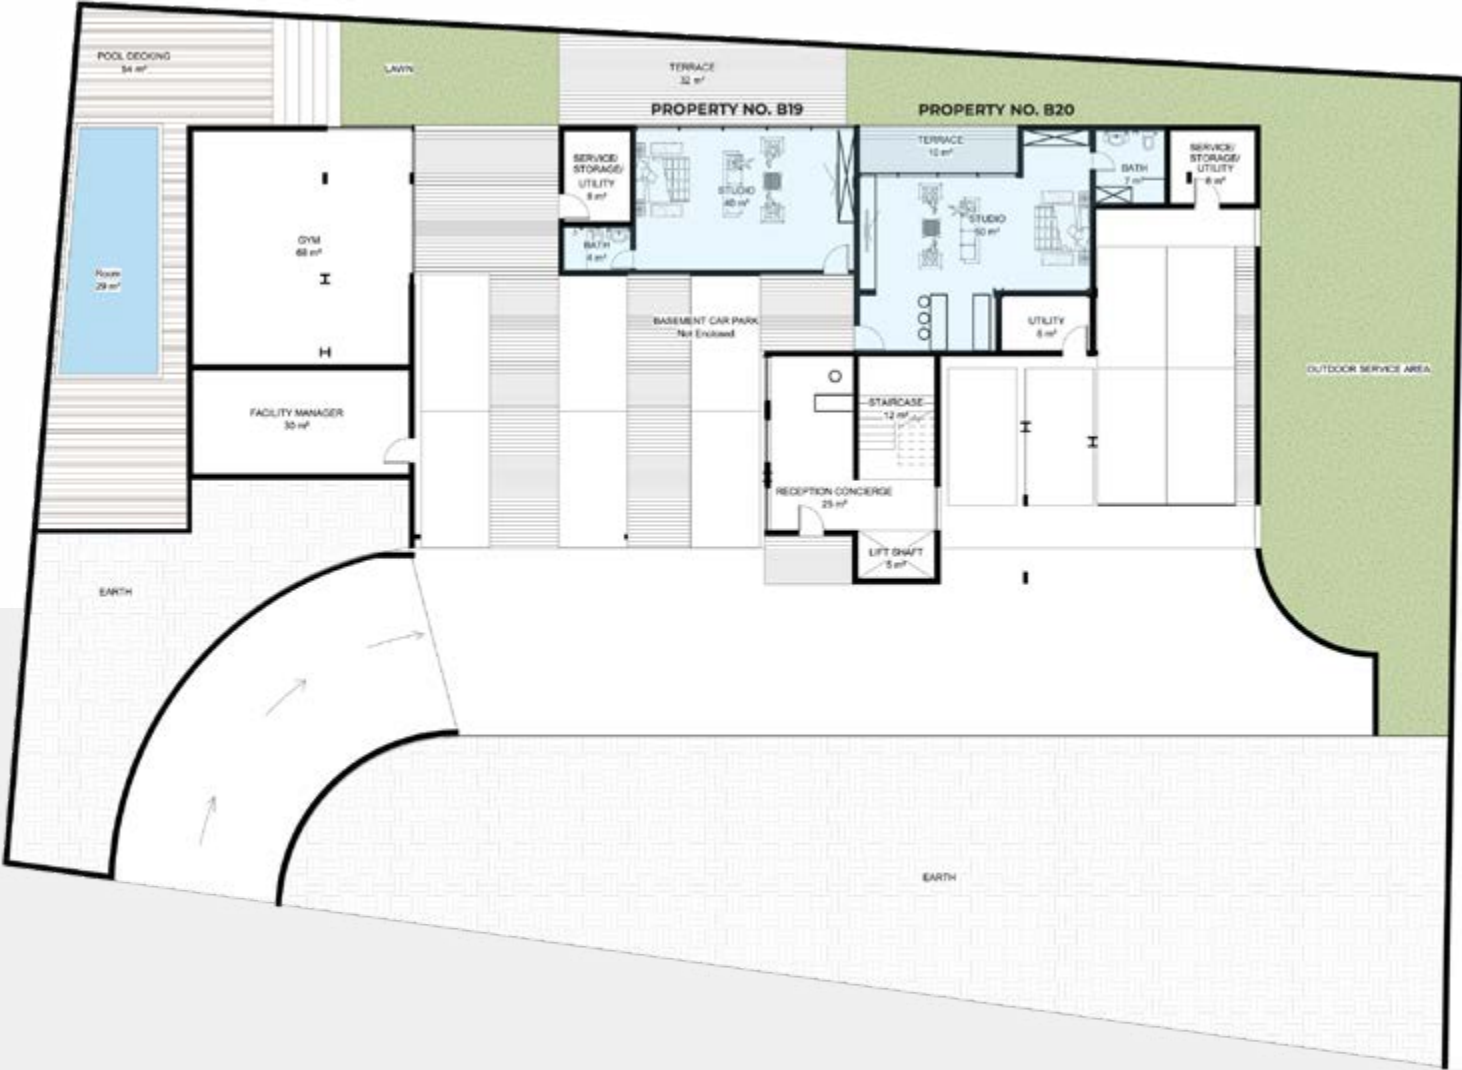 POOL DECKING
54 m²
LAWN
TERRACE
32 m²
PROPERTY NO. B19
PROPERTY NO. B20
TERRACE
10 m²
SERVICE/
STORAGE/
UTILITY
8 m²
STUDIO
40 m²
BATH
7 m²
SERVICE/
STORAGE/
UTILITY
6 m²
STUDIO
50 m²
GYM
68 m²
BATH
4 m²
Room
29 m²
BASEMENT CAR PARK
Not Enclosed
UTILITY
5 m²
OUTDOOR SERVICE AREA
FACILITY MANAGER
30 m²
STAIRCASE
12 m²
RECEPTION CONCIERGE
25 m²
LIFT SHAFT
5 m²
EARTH
EARTH